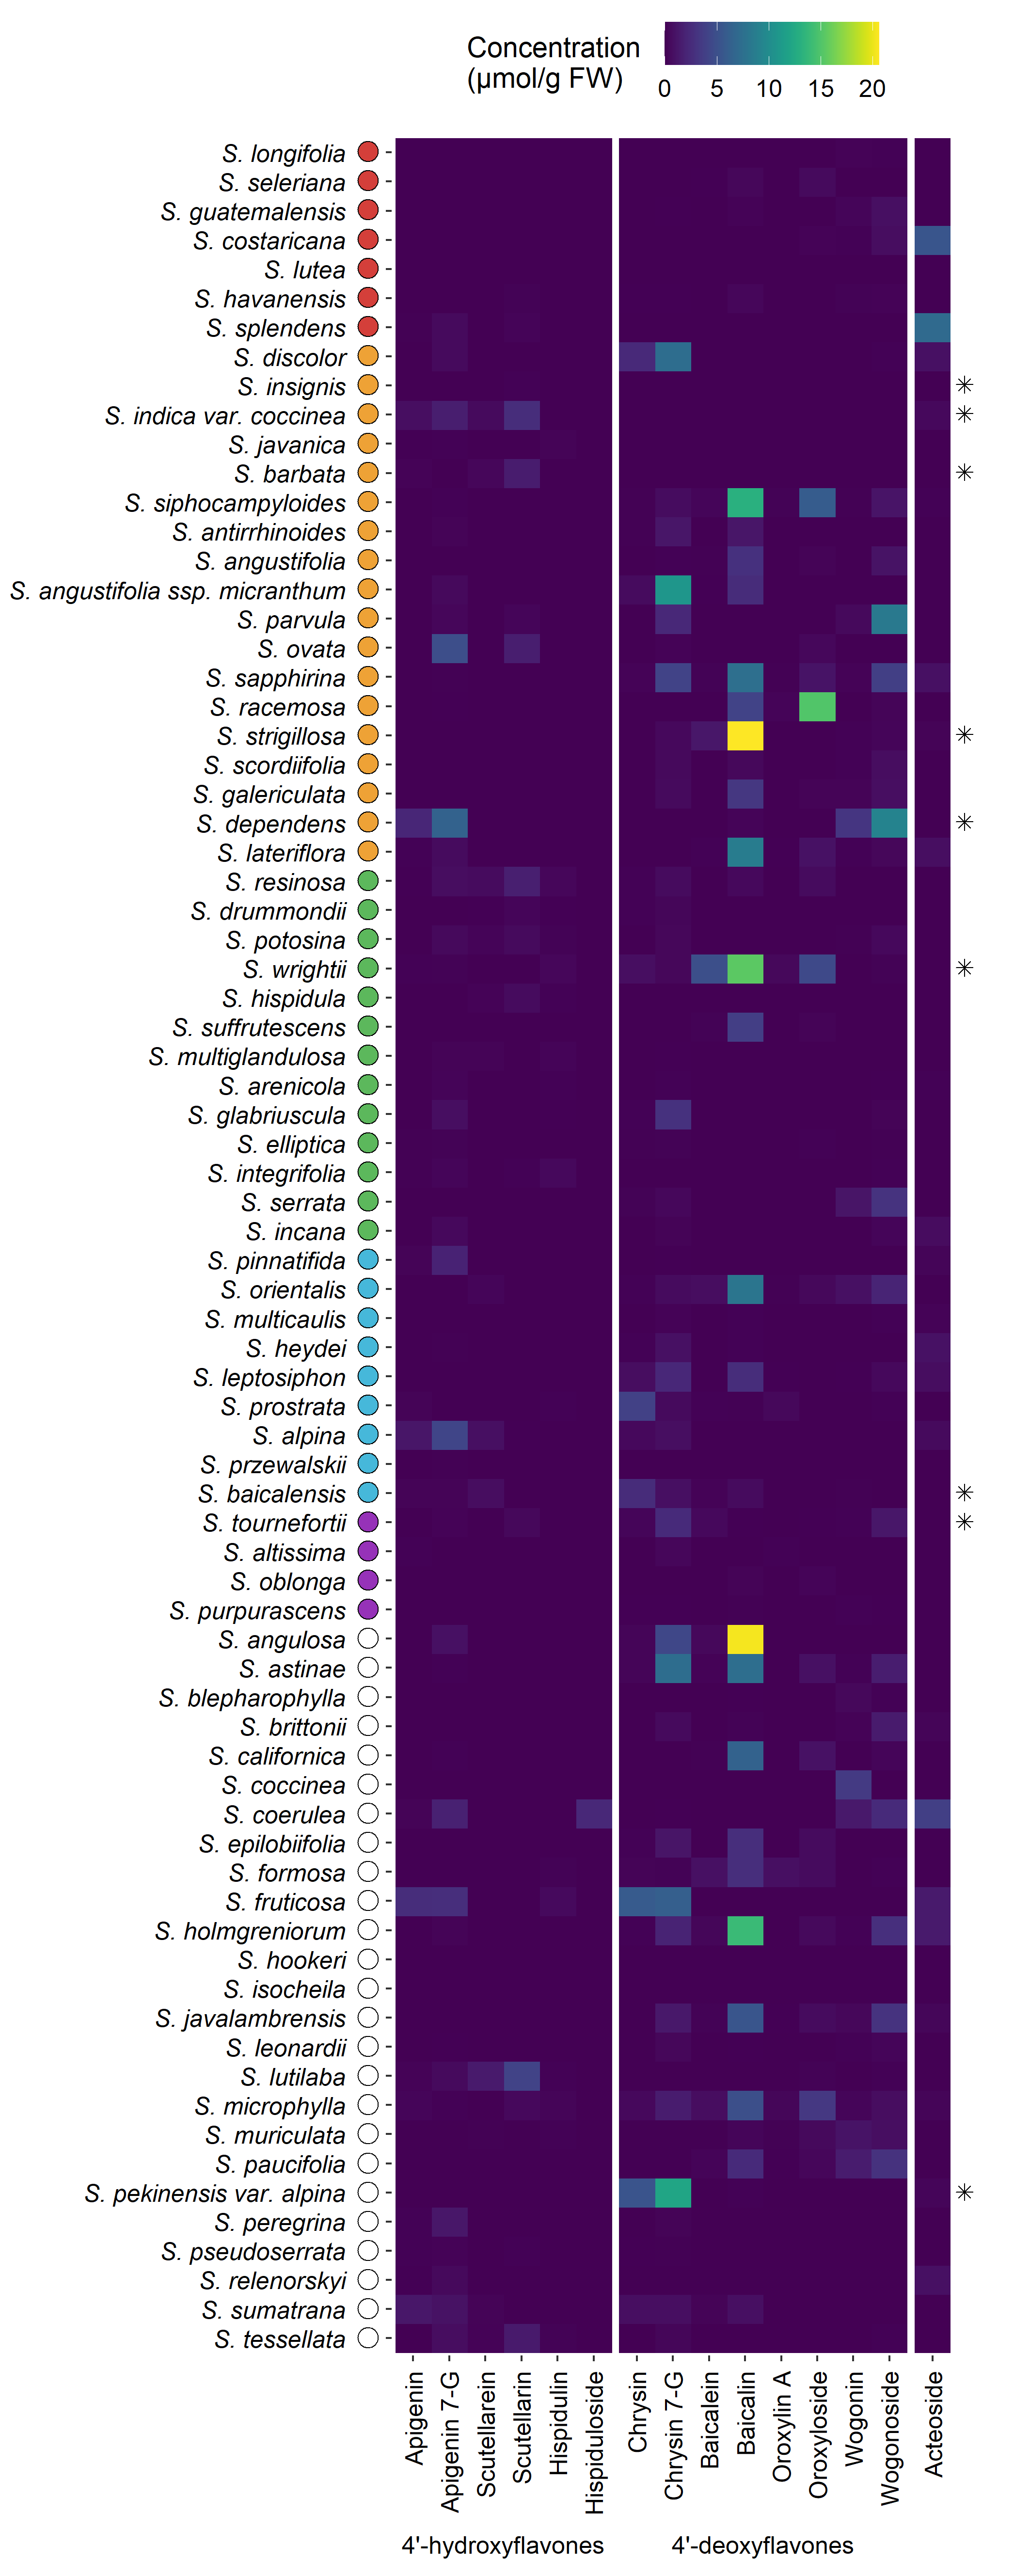 Concentration
(µmol/g FW)
0 5 10 15 20
S. longifolia
S. seleriana
S. guatemalensis
S. costaricana
S. lutea
S. havanensis
S. splendens
S. discolor
S. insignis
S. indica var. coccinea
S. javanica
S. barbata
S. siphocampyloides
S. antirrhinoides
S. angustifolia
S. angustifolia ssp. micranthum
S. parvula
S. ovata
S. sapphirina
S. racemosa
S. strigillosa
S. scordiifolia
S. galericulata
S. dependens
S. lateriflora
S. resinosa
S. drummondii
S. potosina
S. wrightii
S. hispidula
S. suffrutescens
S. multiglandulosa
S. arenicola
S. glabriuscula
S. elliptica
S. integrifolia
S. serrata
S. incana
S. pinnatifida
S. orientalis
S. multicaulis
S. heydei
S. leptosiphon
S. prostrata
S. alpina
S. przewalskii
S. baicalensis
S. tournefortii
S. altissima
S. oblonga
S. purpurascens
S. angulosa
S. astinae
S. blepharophylla
S. brittonii
S. californica
S. coccinea
S. coerulea
S. epilobiifolia
S. formosa
S. fruticosa
S. holmgreniorum
S. hookeri
S. isocheila
S. javalambrensis
S. leonardii
S. lutilaba
S. microphylla
S. muriculata
S. paucifolia
S. pekinensis var. alpina
S. peregrina
S. pseudoserrata
S. relenorskyi
S. sumatrana
S. tessellata
Apigenin
Apigenin 7-G
Scutellarein
Scutellarin
Hispidulin
Hispiduloside
Chrysin
Chrysin 7-G
Baicalein
Baicalin
Oroxylin A
Oroxyloside
Wogonin
Wogonoside
Acteoside
4'-hydroxyflavones
4'-deoxyflavones